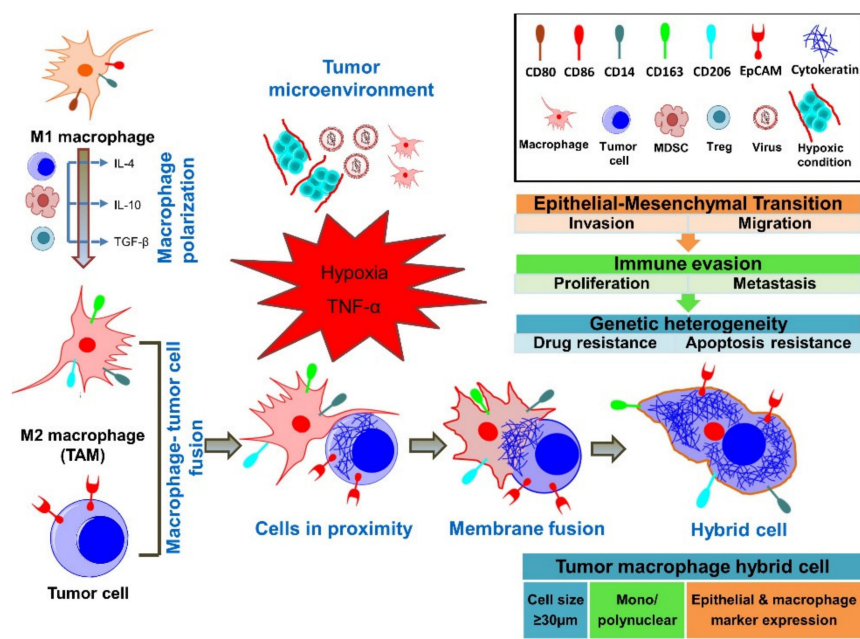 CD80 CD86 CD14 CD163 CD206 EpCAM Cytokeratin
Macrophage
Tumor
cell
MDSC
Treg
Virus
Hypoxic
condition
Tumor
microenvironment
M1 macrophage
IL-4
IL-10
TGF-β
Macrophage
polarization
Hypoxia
TNF-α
Epithelial-Mesenchymal Transition
Invasion Migration
Immune evasion
Proliferation Metastasis
Genetic heterogeneity
Drug resistance Apoptosis resistance
M2 macrophage
(TAM)
Tumor cell
Macrophage- tumor cell
fusion
Cells in proximity
Membrane fusion
Hybrid cell
Tumor macrophage hybrid cell
Cell size
≥30μm
Mono/
polynuclear
Epithelial & macrophage
marker expression